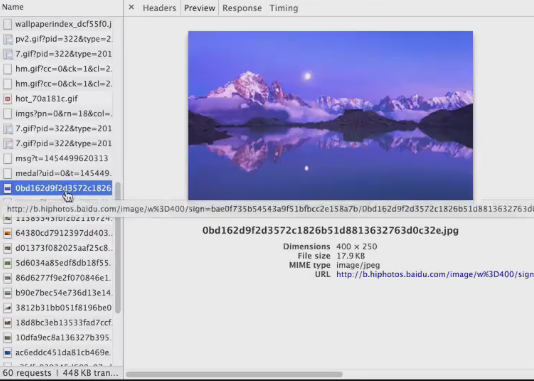 Name
× Headers Preview Response Timing
wallpaperindex_dcf55f0.j
pv2.gif?pid=322&type=201
7.gif?pid=322&type=201
hm.gif?cc=0&ck=1&cl=2.
hm.gif?cc=0&ck=1&cl=2.
hot_70a181c.gif
imgs?pn=0&rn=18&col=.
7.gif?pid=322&type=201
7.gif?pid=322&type=201
msg?t=1454499620313
medal?uid=0&t=145449.
0bd162d9f2d3572c1826
http://b.hiphotos.baidu.com/image/w%3D400/sign=bae0f735b54543a9f51bfbcc2e158a7b/0bd162d9f2d3572c1826b51d8813632763d0
64380cd7912397dd403..
d01373f082025aaf25c8..
5d6034a85edf8db18f55.
86d6277f9e2f070846e1.
b90e7bec54e736d13e14.
3812b31bb051f8196be0
18d8bc3eb13533fad7ccf.
10dfa9ec8a136327b395.
ac6eddc451da81cb469e.
0bd162d9f2d3572c1826b51d8813632763d0c32e.jpg
Dimensions 400 × 250
File size 17.9 KB
MIME type image/jpeg
URL http://b.hiphotos.baidu.com/image/w%3D400/sign
60 requests | 448 KB tran...